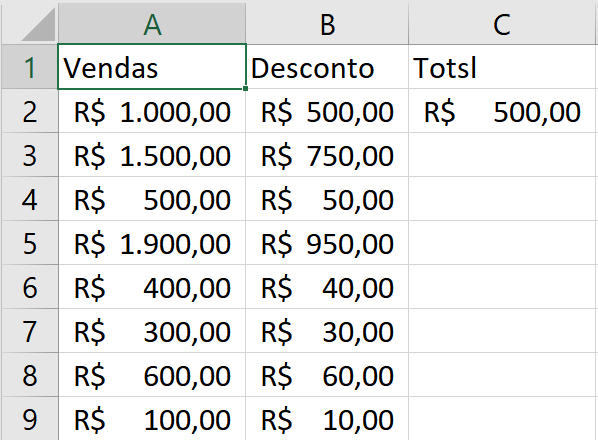 A B C
1 Vendas Desconto Totsl
2 R$ 1.000,00 R$ 500,00 R$ 500,00
3 R$ 1.500,00 R$ 750,00
4 R$ 500,00 R$ 50,00
5 R$ 1.900,00 R$ 950,00
6 R$ 400,00 R$ 40,00
7 R$ 300,00 R$ 30,00
8 R$ 600,00 R$ 60,00
9 R$ 100,00 R$ 10,00